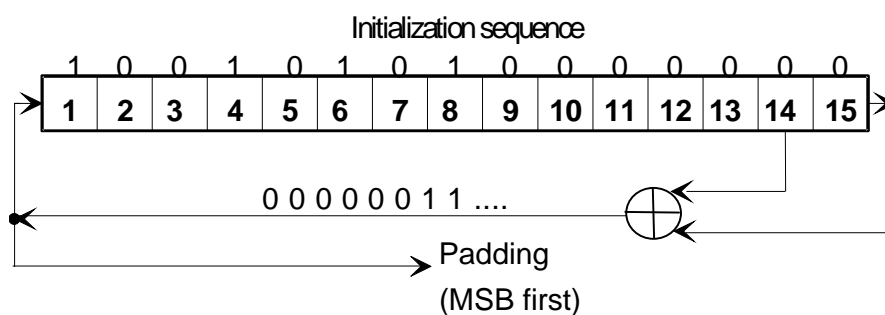 Initialization sequence
1 0 0 1 0 1 0 1 0 0 0 0 0 0 0
1 2 3 4 5 6 7 8 9 10 11 12 13 14 15
0 0 0 0 0 0 1 1 ....
Padding
(MSB first)